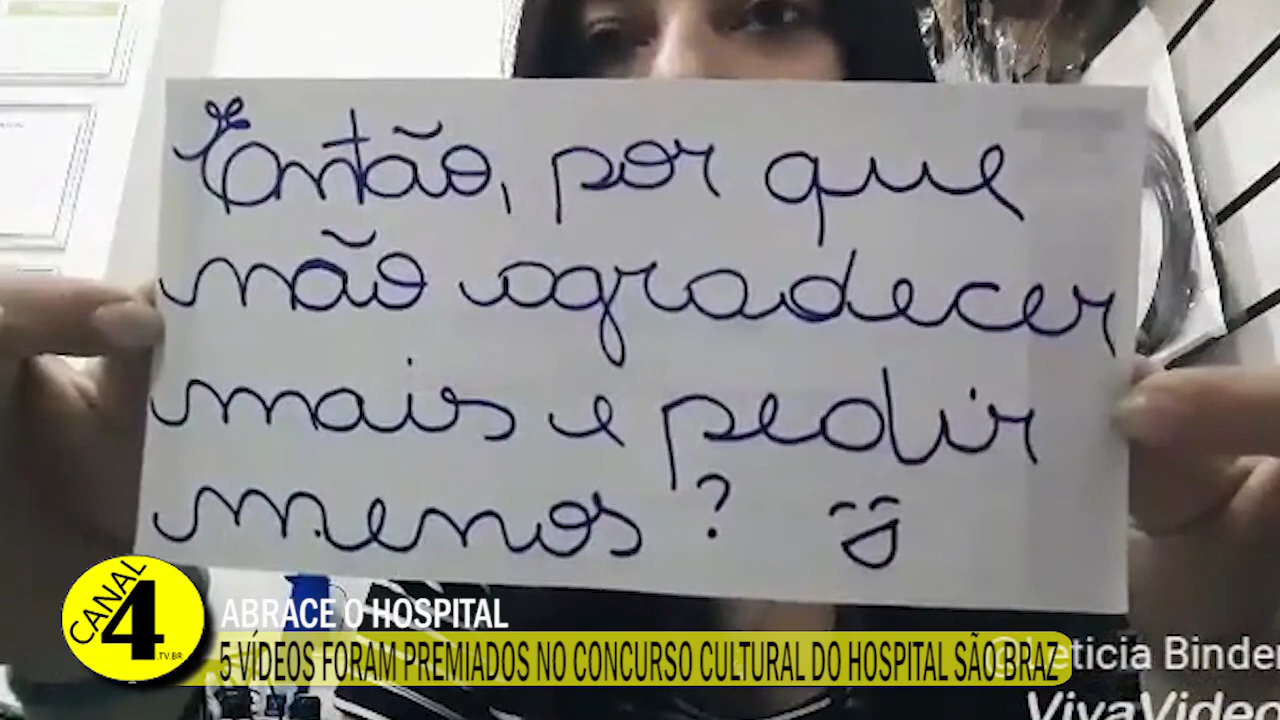 Então, por que
não agradecer
mais e pedir
menos?
CANAL
4
.TV.BR
ABRACE O HOSPITAL
5 VÍDEOS FORAM PREMIADOS NO CONCURSO CULTURAL DO HOSPITAL SÃO BRAZ
@Leticia Binder
VivaVideo